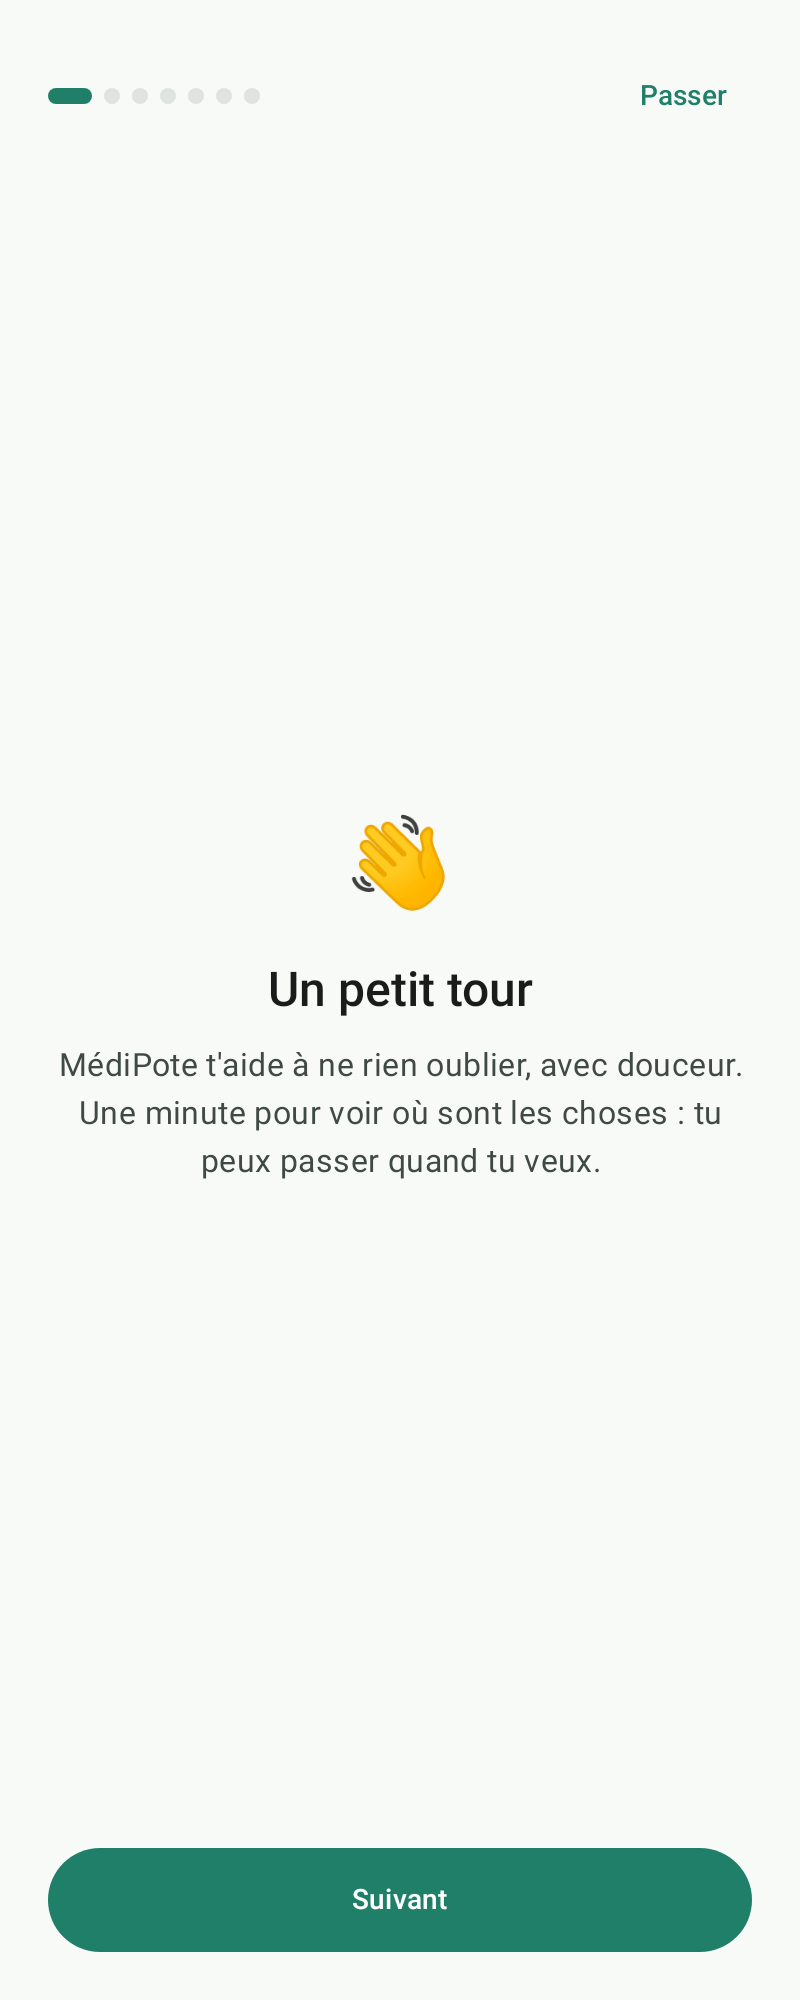 Passer
Un petit tour
MédiPote t'aide à ne rien oublier, avec douceur.
Une minute pour voir où sont les choses : tu
peux passer quand tu veux.
Suivant